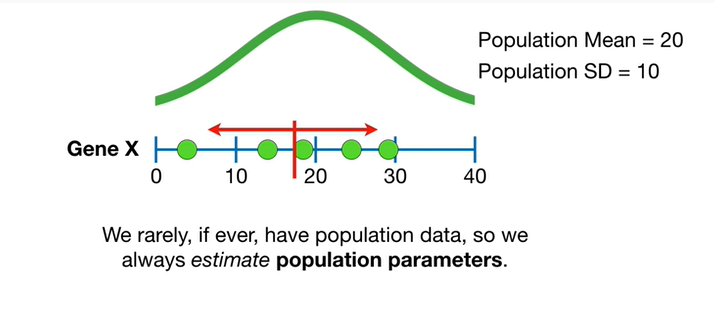 Population Mean = 20
Population SD = 10
Gene X
0 10 20 30 40
We rarely, if ever, have population data, so we
always estimate population parameters.